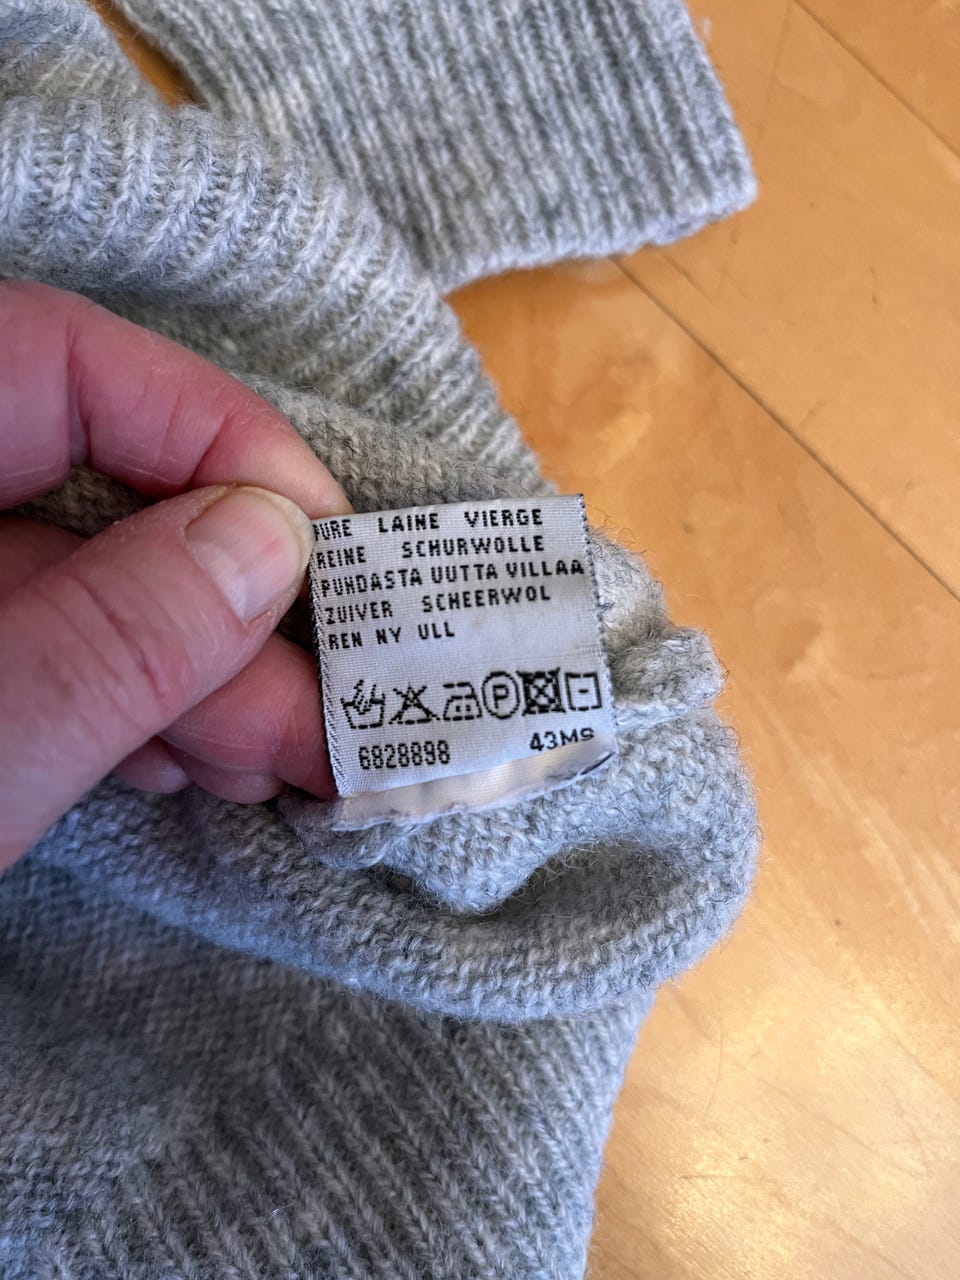 PURE LAINE VIERGE
REINE SCHURWOLLE
PUHDASTA UUTTA VILLAA
ZUIVER SCHEERWOL
REN NY ULL
P
6828898 43MS